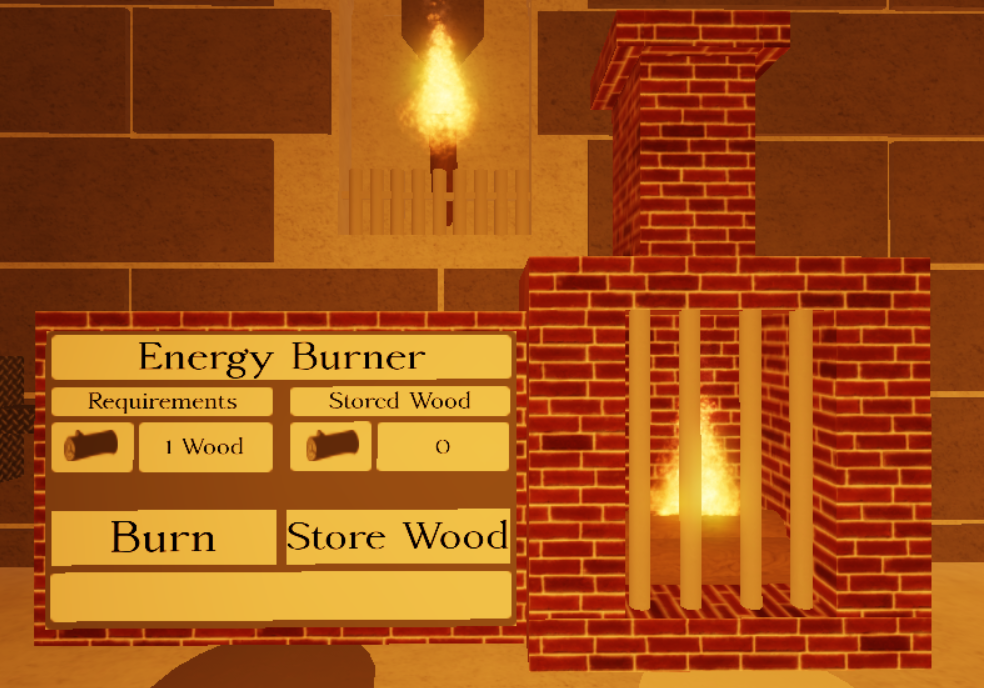 Energy Burner
Requirements
Stored Wood
1 Wood
0
Burn
Store Wood